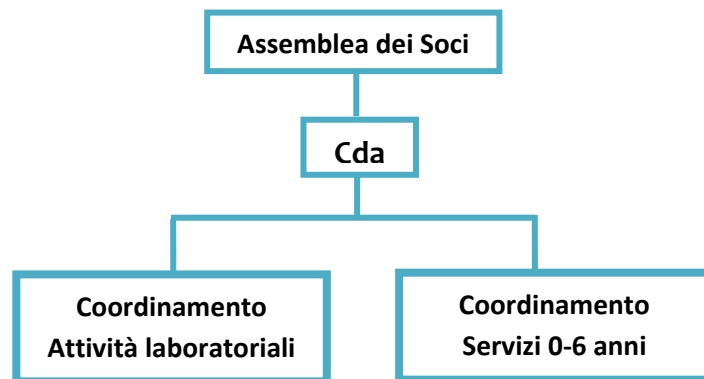 Assemblea dei Soci
Cda
Coordinamento
Attività laboratoriali
Coordinamento
Servizi 0-6 anni